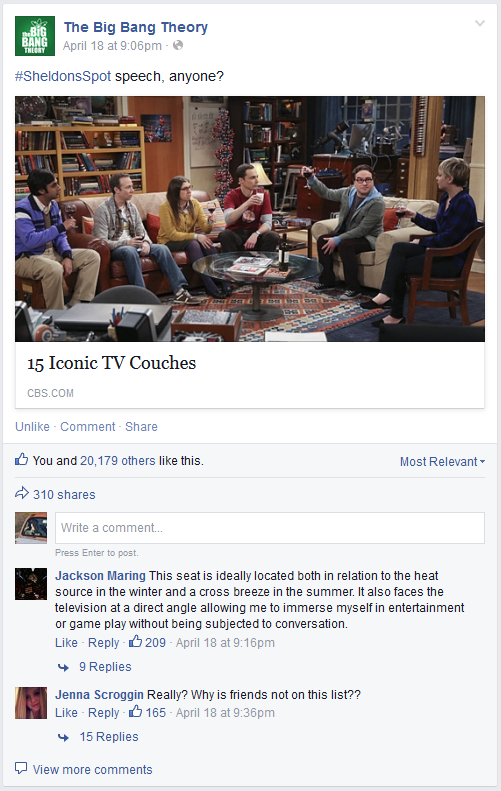 The BIG BANG THEORY
The Big Bang Theory
April 18 at 9:06pm ·
#SheldonsSpot speech, anyone?
15 Iconic TV Couches
CBS.COM
Unlike · Comment · Share
You and 20,179 others like this.
Most Relevant
310 shares
Write a comment...
Press Enter to post.
Jackson Maring This seat is ideally located both in relation to the heat
source in the winter and a cross breeze in the summer. It also faces the
television at a direct angle allowing me to immerse myself in entertainment
or game play without being subjected to conversation.
Like · Reply · 209 · April 18 at 9:16pm
9 Replies
Jenna Scroggin Really? Why is friends not on this list??
Like · Reply · 165 · April 18 at 9:36pm
15 Replies
View more comments